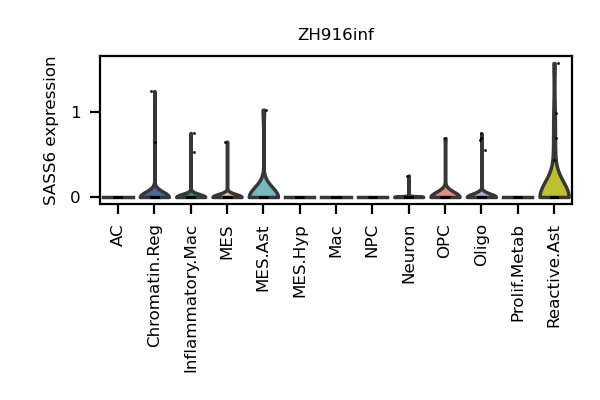 ZH916inf
SASS6 expression
1
0
AC
Chromatin.Reg
Inflammatory.Mac
MES
MES.Ast
MES.Hyp
Mac
NPC
Neuron
OPC
Oligo
Prolif.Metab
Reactive.Ast